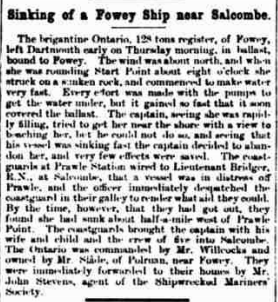 Sinking of a Fowey Ship near Salcombe.
The brigantine Ontario, 128 tons register, of Fowey,
left Dartmouth early on Thursday morning, in ballast,
bound to Fowey. The wind was about north, and when
she was rounding Start Point about eight o'clock she
struck on a sunken rock, and commenced to make water
very fast. Every effort was made with the pumps to
get the water under, but it gained so fast that it soon
covered the ballast. The captain, seeing she was rapid-
ly filling, tried to get her near the shore with a view to
beaching her, but he could not do so, and seeing that
his vessel was sinking fast the captain decided to aban-
don her, and very few effects were saved. The coast-
guards at Prawle Station wired to Lieutenant Bridger,
R.N., at Salcombe, that a vessel was in distress off
Prawle, and the officer immediately despatched the
coastguard in their galley to render what aid they could.
By the time, however, that they had got out, they
found she had sunk about half-a-mile west of Prawle
Point. The coastguards brought the captain with his
wife and child and the crew of five into Salcombe.
The Ontario was commanded by Mr. Willcocks and
owned by Mr. Slade, of Polruan, near Fowey. They
were immediately forwarded to their homes by Mr.
John Stevens, agent of the Shipwrecked Mariners
Society.